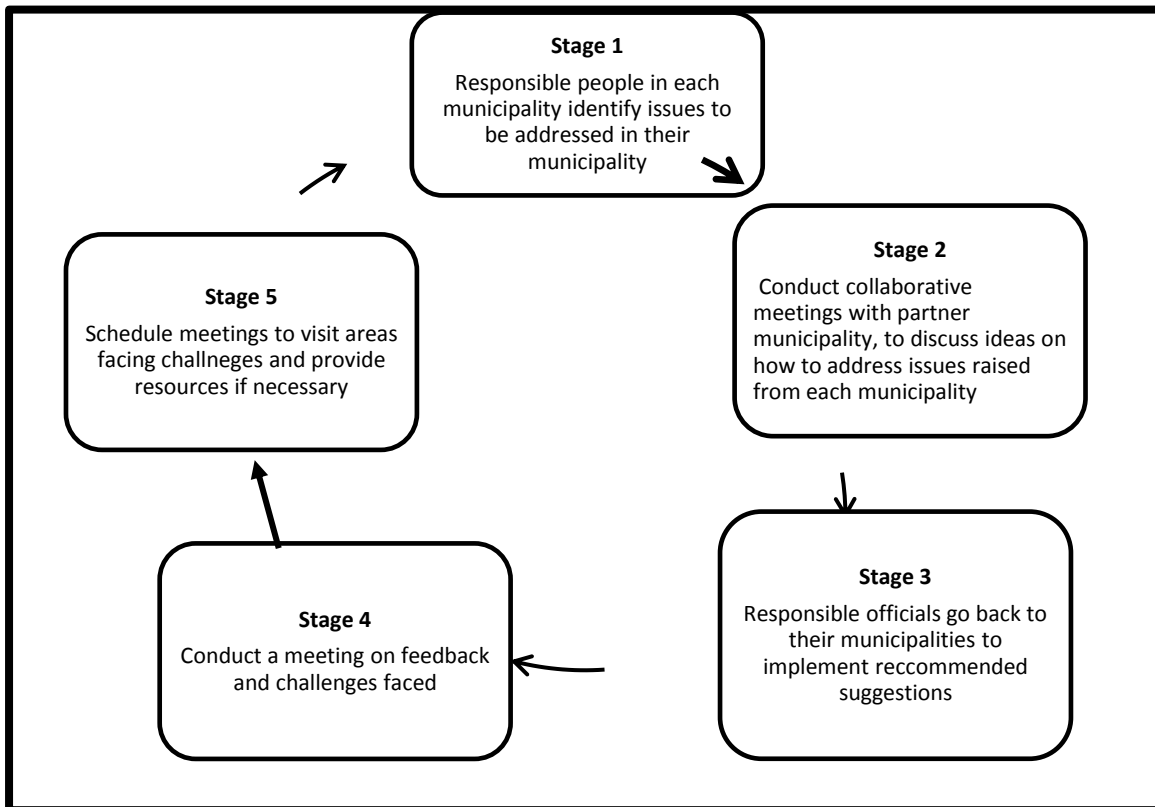 Stage 1
Responsible people in each
municipality identify issues to
be addressed in their
municipality
Stage 2
Conduct collaborative
meetings with partner
municipality, to discuss ideas on
how to address issues raised
from each municipality
Stage 3
Responsible officials go back to
their municipalities to
implement reccommended
suggestions
Stage 4
Conduct a meeting on feedback
and challenges faced
Stage 5
Schedule meetings to visit areas
facing challneges and provide
resources if necessary